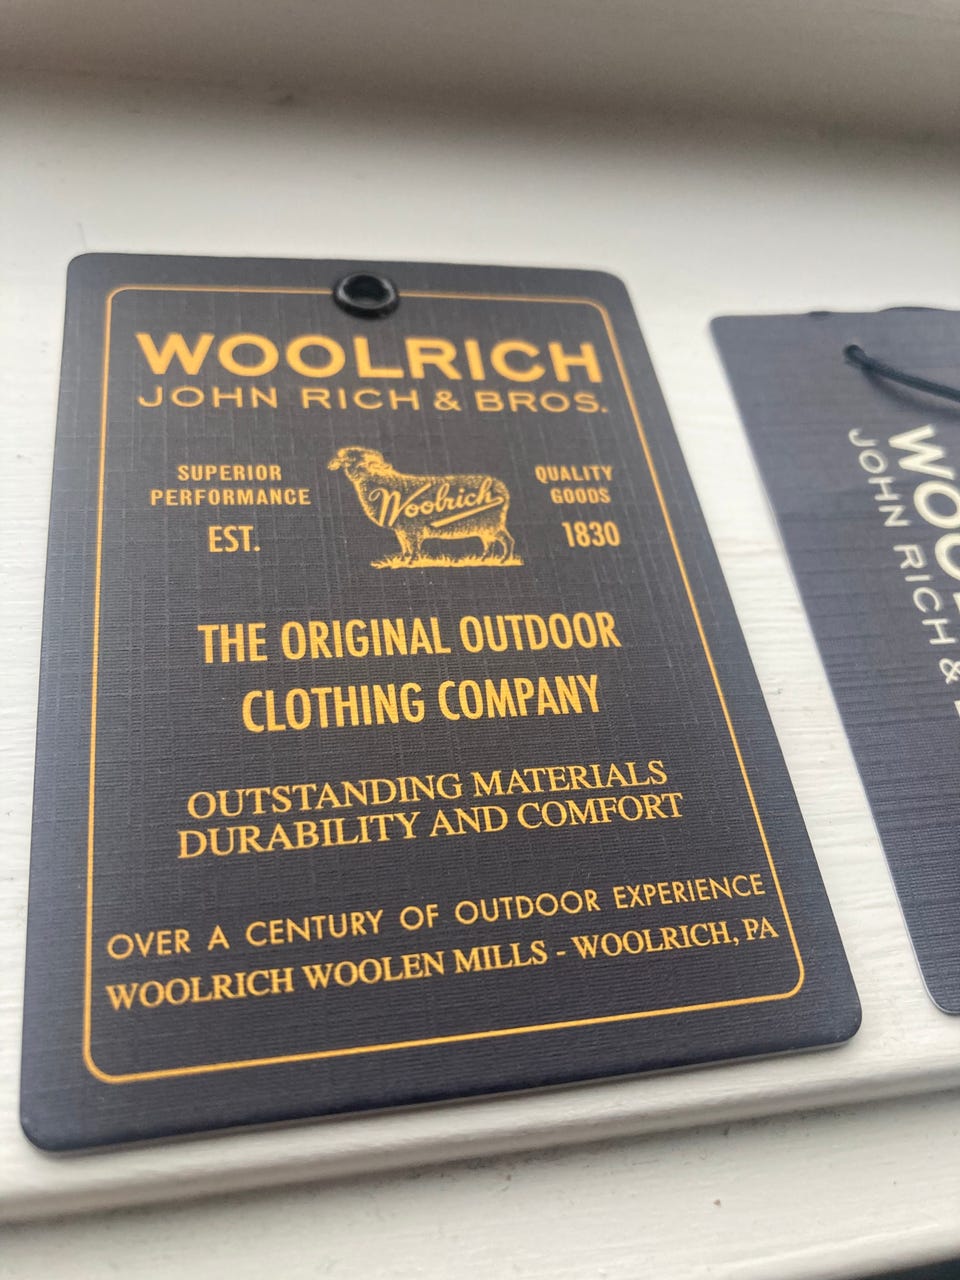 WOOLRICH
JOHN RICH & BROS.
SUPERIOR
PERFORMANCE
EST.
Woolrich
QUALITY
GOODS
1830
THE ORIGINAL OUTDOOR
CLOTHING COMPANY
OUTSTANDING MATERIALS
DURABILITY AND COMFORT
OVER A CENTURY OF OUTDOOR EXPERIENCE
WOOLRICH WOOLEN MILLS - WOOLRICH, PA
JOHN RICH &